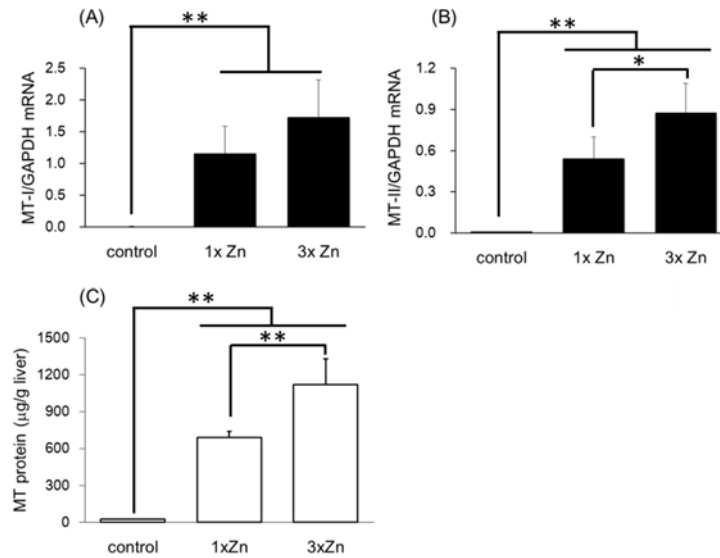 (A)
**
MT-I/GAPDH mRNA
2.5
2.0
1.5
1.0
0.5
0.0
control 1x Zn 3x Zn
(B)
**
*
MT-II/GAPDH mRNA
1.2
0.9
0.6
0.3
0.0
control 1x Zn 3x Zn
(C)
**
**
MT protein (μg/g liver)
1500
1200
900
600
300
0
control 1xZn 3xZn